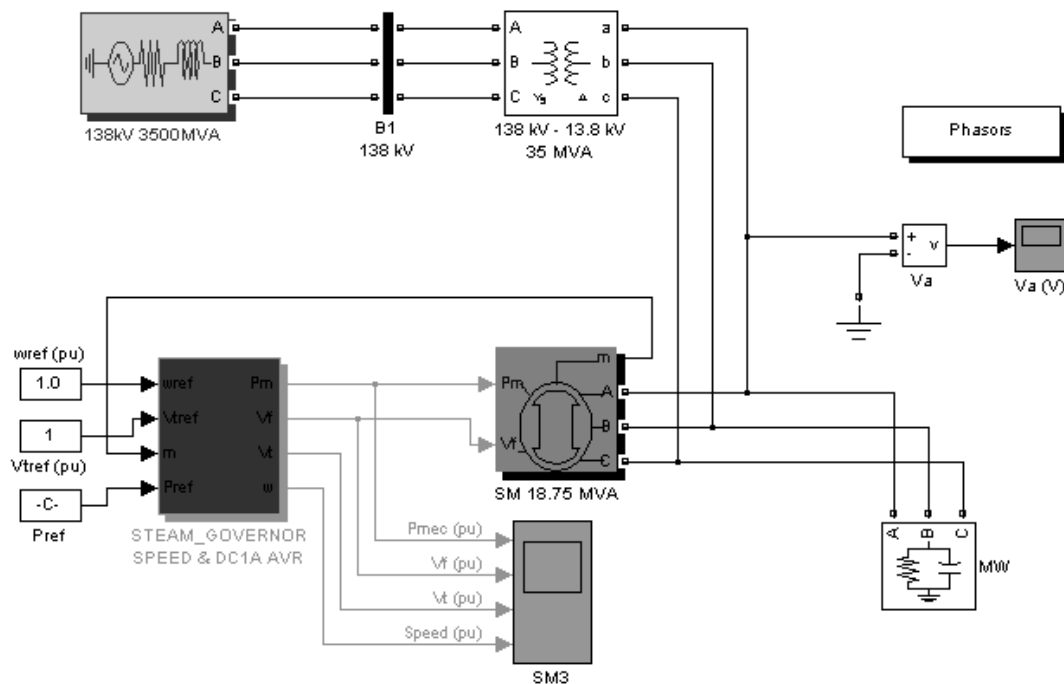 A
B
C
138kV 3500MVA
B1
138 kV
A
B
C
a
b
c
Yg
Δ
138 kV - 13.8 kV
35 MVA
Phasors
+
-
v
Va
Va (V)
wref (pu)
1.0
1
Vtref (pu)
-C-
Pref
wref
Vtref
m
Pref
Pm
Vf
Vt
w
STEAM_GOVERNOR
SPEED & DC1A AVR
Pm
Vf
m
A
B
C
SM 18.75 MVA
Pmec (pu)
Vf (pu)
Vt (pu)
Speed (pu)
SM3
A
B
C
MW